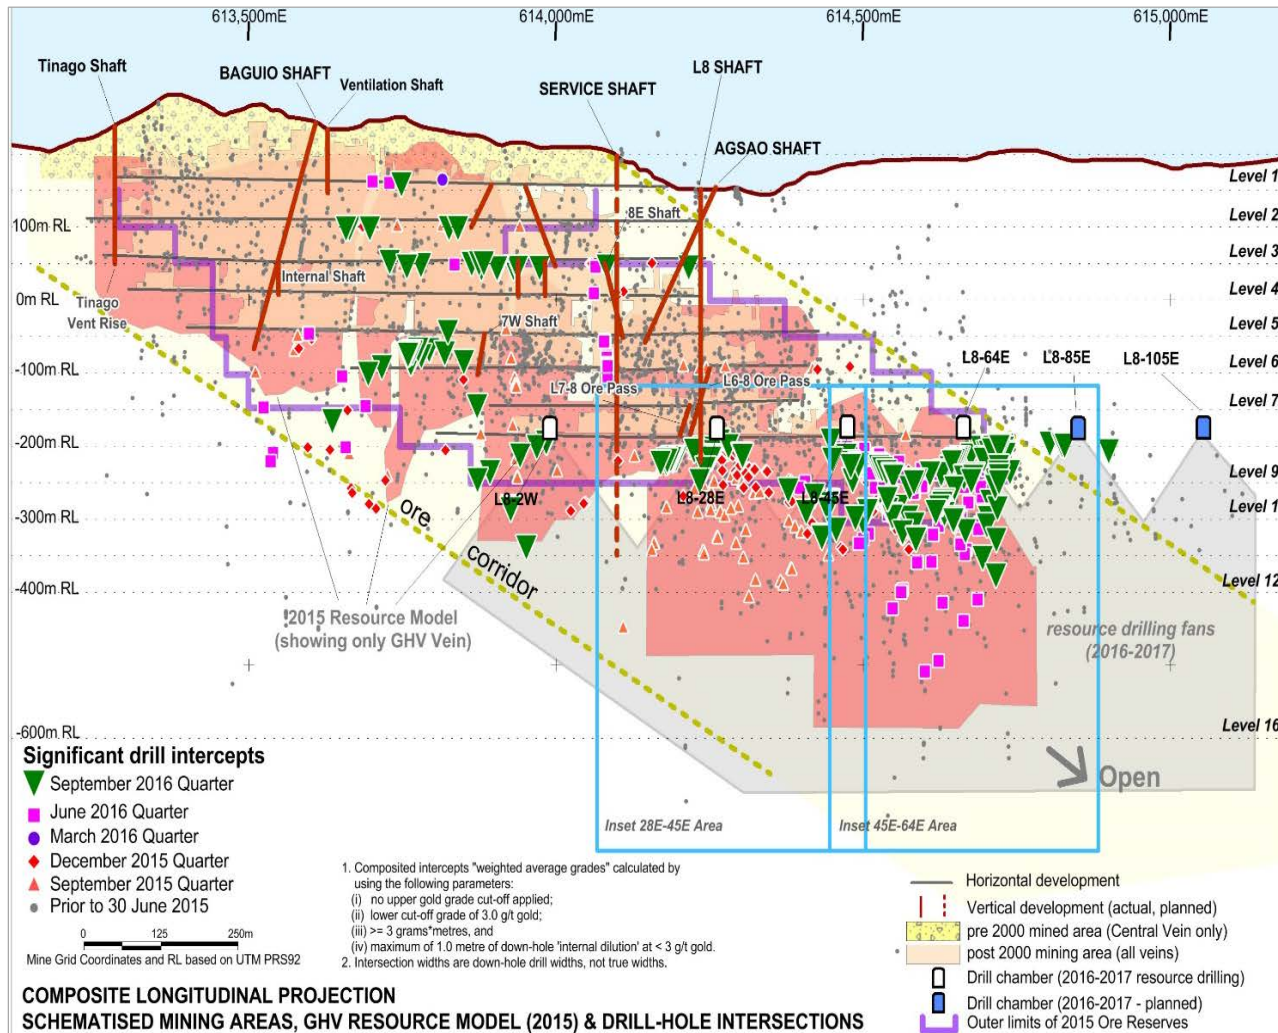 613,500mE
614,000mE
614,500mE
615,000mE
Tinago Shaft
BAGUIO SHAFT
Ventilation Shaft
SERVICE SHAFT
L8 SHAFT
AGSAO SHAFT
Level 1
Level 2
100m RL
8E Shaft
Level 3
Internal Shaft
Level 4
0m RL
Tinago
Vent Rise
7W Shaft
Level 5
L8-64E
L8-85E
L8-105E
Level 6
-100m RL
L7-8 Ore Pass
L6-8 Ore Pass
Level 7
-200m RL
Level 9
L8-2W
L8-28E
L8-45E
-300m RL
Level 1
ore
corridor
Level 12
-400m RL
2015 Resource Model
(showing only GHV Vein)
resource drilling fans
(2016-2017)
-600m RL
Level 16
Open
Inset 28E-45E Area
Inset 45E-64E Area
Significant drill intercepts
September 2016 Quarter
June 2016 Quarter
March 2016 Quarter
December 2015 Quarter
September 2015 Quarter
Prior to 30 June 2015
0 125 250m
Mine Grid Coordinates and RL based on UTM PRS92
1. Composited intercepts "weighted average grades" calculated by
using the following parameters:
(i) no upper gold grade cut-off applied;
(ii) lower cut-off grade of 3.0 g/t gold;
(iii) >= 3 grams*metres, and
(iv) maximum of 1.0 metre of down-hole 'internal dilution' at < 3 g/t gold.
2. Intersection widths are down-hole drill widths, not true widths.
Horizontal development
Vertical development (actual, planned)
pre 2000 mined area (Central Vein only)
post 2000 mining area (all veins)
Drill chamber (2016-2017 resource drilling)
Drill chamber (2016-2017 - planned)
Outer limits of 2015 Ore Reserves
COMPOSITE LONGITUDINAL PROJECTION
SCHEMATISED MINING AREAS, GHV RESOURCE MODEL (2015) & DRILL-HOLE INTERSECTIONS